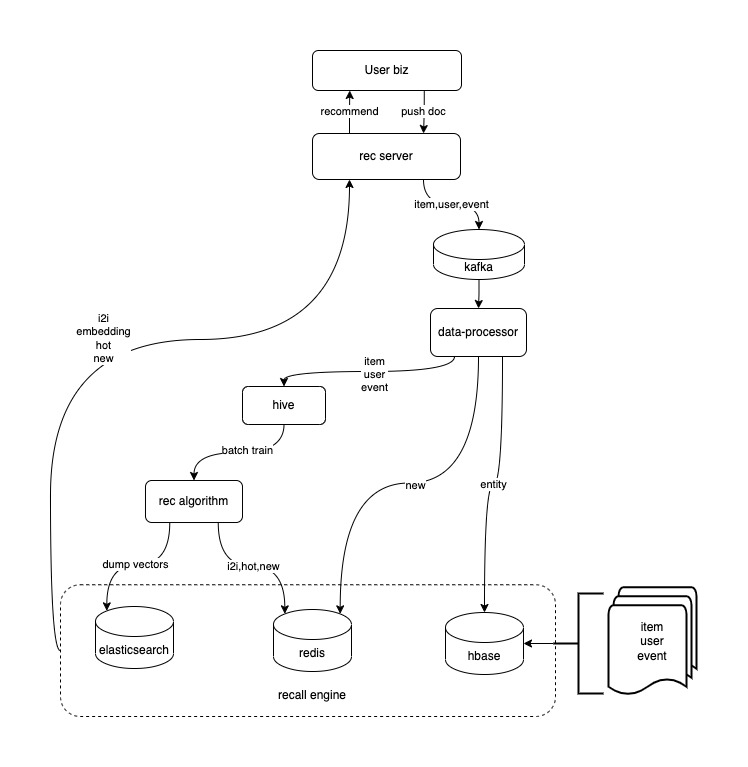 User biz
recommend
push doc
rec server
item,user,event
kafka
data-processor
i2i
embedding
hot
new
item
user
event
hive
batch train
rec algorithm
new
entity
dump vectors
i2i,hot,new
elasticsearch
redis
hbase
item
user
event
recall engine